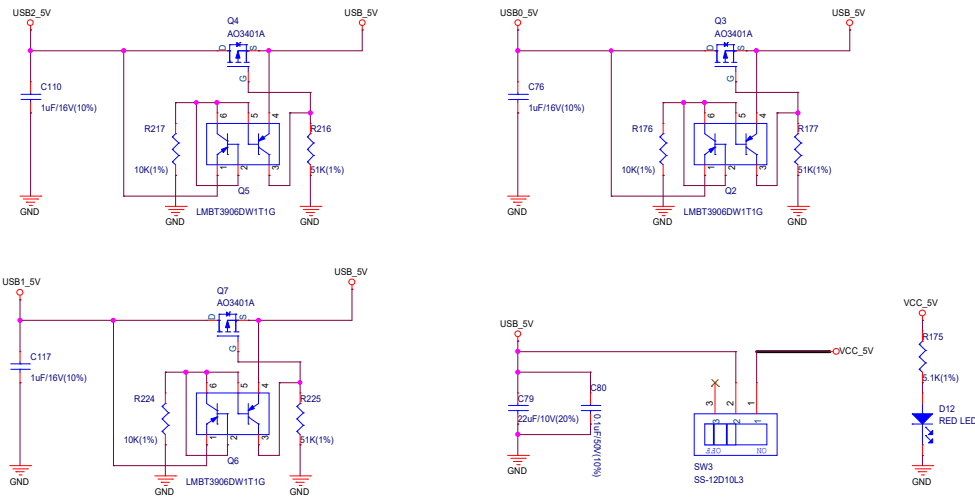 USB2_5V
Q4
AO3401A
USB_5V
D
S
G
C110
1uF/16V(10%)
R217
10K(1%)
6
5
4
1
2
3
R216
51K(1%)
Q5
LMBT3906DW1T1G
GND
GND
GND
USB0_5V
Q3
AO3401A
USB_5V
D
S
G
C76
1uF/16V(10%)
R176
10K(1%)
6
5
4
1
2
3
R177
51K(1%)
Q2
LMBT3906DW1T1G
GND
GND
GND
USB1_5V
Q7
AO3401A
USB_5V
D
S
G
C117
1uF/16V(10%)
R224
10K(1%)
6
5
4
1
2
3
R225
51K(1%)
Q6
LMBT3906DW1T1G
GND
GND
GND
USB_5V
VCC_5V
C79
22uF/10V(20%)
C80
0.1uF/50V(10%)
GND
3
2
1
3
2
1
OFF
ON
SW3
SS-12D10L3
VCC_5V
R175
5.1K(1%)
D12
RED LED
GND